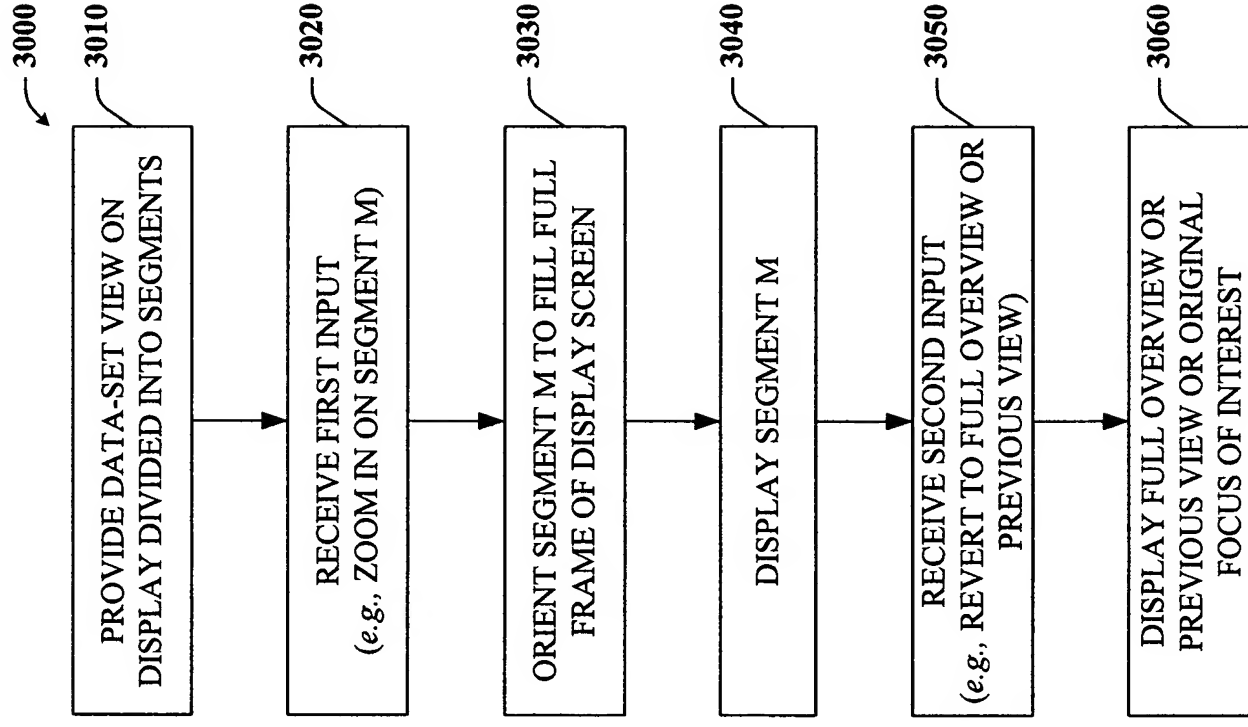 3000
3010
PROVIDE DATA-SET VIEW ON
DISPLAY DIVIDED INTO SEGMENTS
3020
RECEIVE FIRST INPUT
(e.g., ZOOM IN ON SEGMENT M)
3030
ORIENT SEGMENT M TO FILL FULL
FRAME OF DISPLAY SCREEN
3040
DISPLAY SEGMENT M
3050
RECEIVE SECOND INPUT
(e.g., REVERT TO FULL OVERVIEW OR
PREVIOUS VIEW)
3060
DISPLAY FULL OVERVIEW OR
PREVIOUS VIEW OR ORIGINAL
FOCUS OF INTEREST